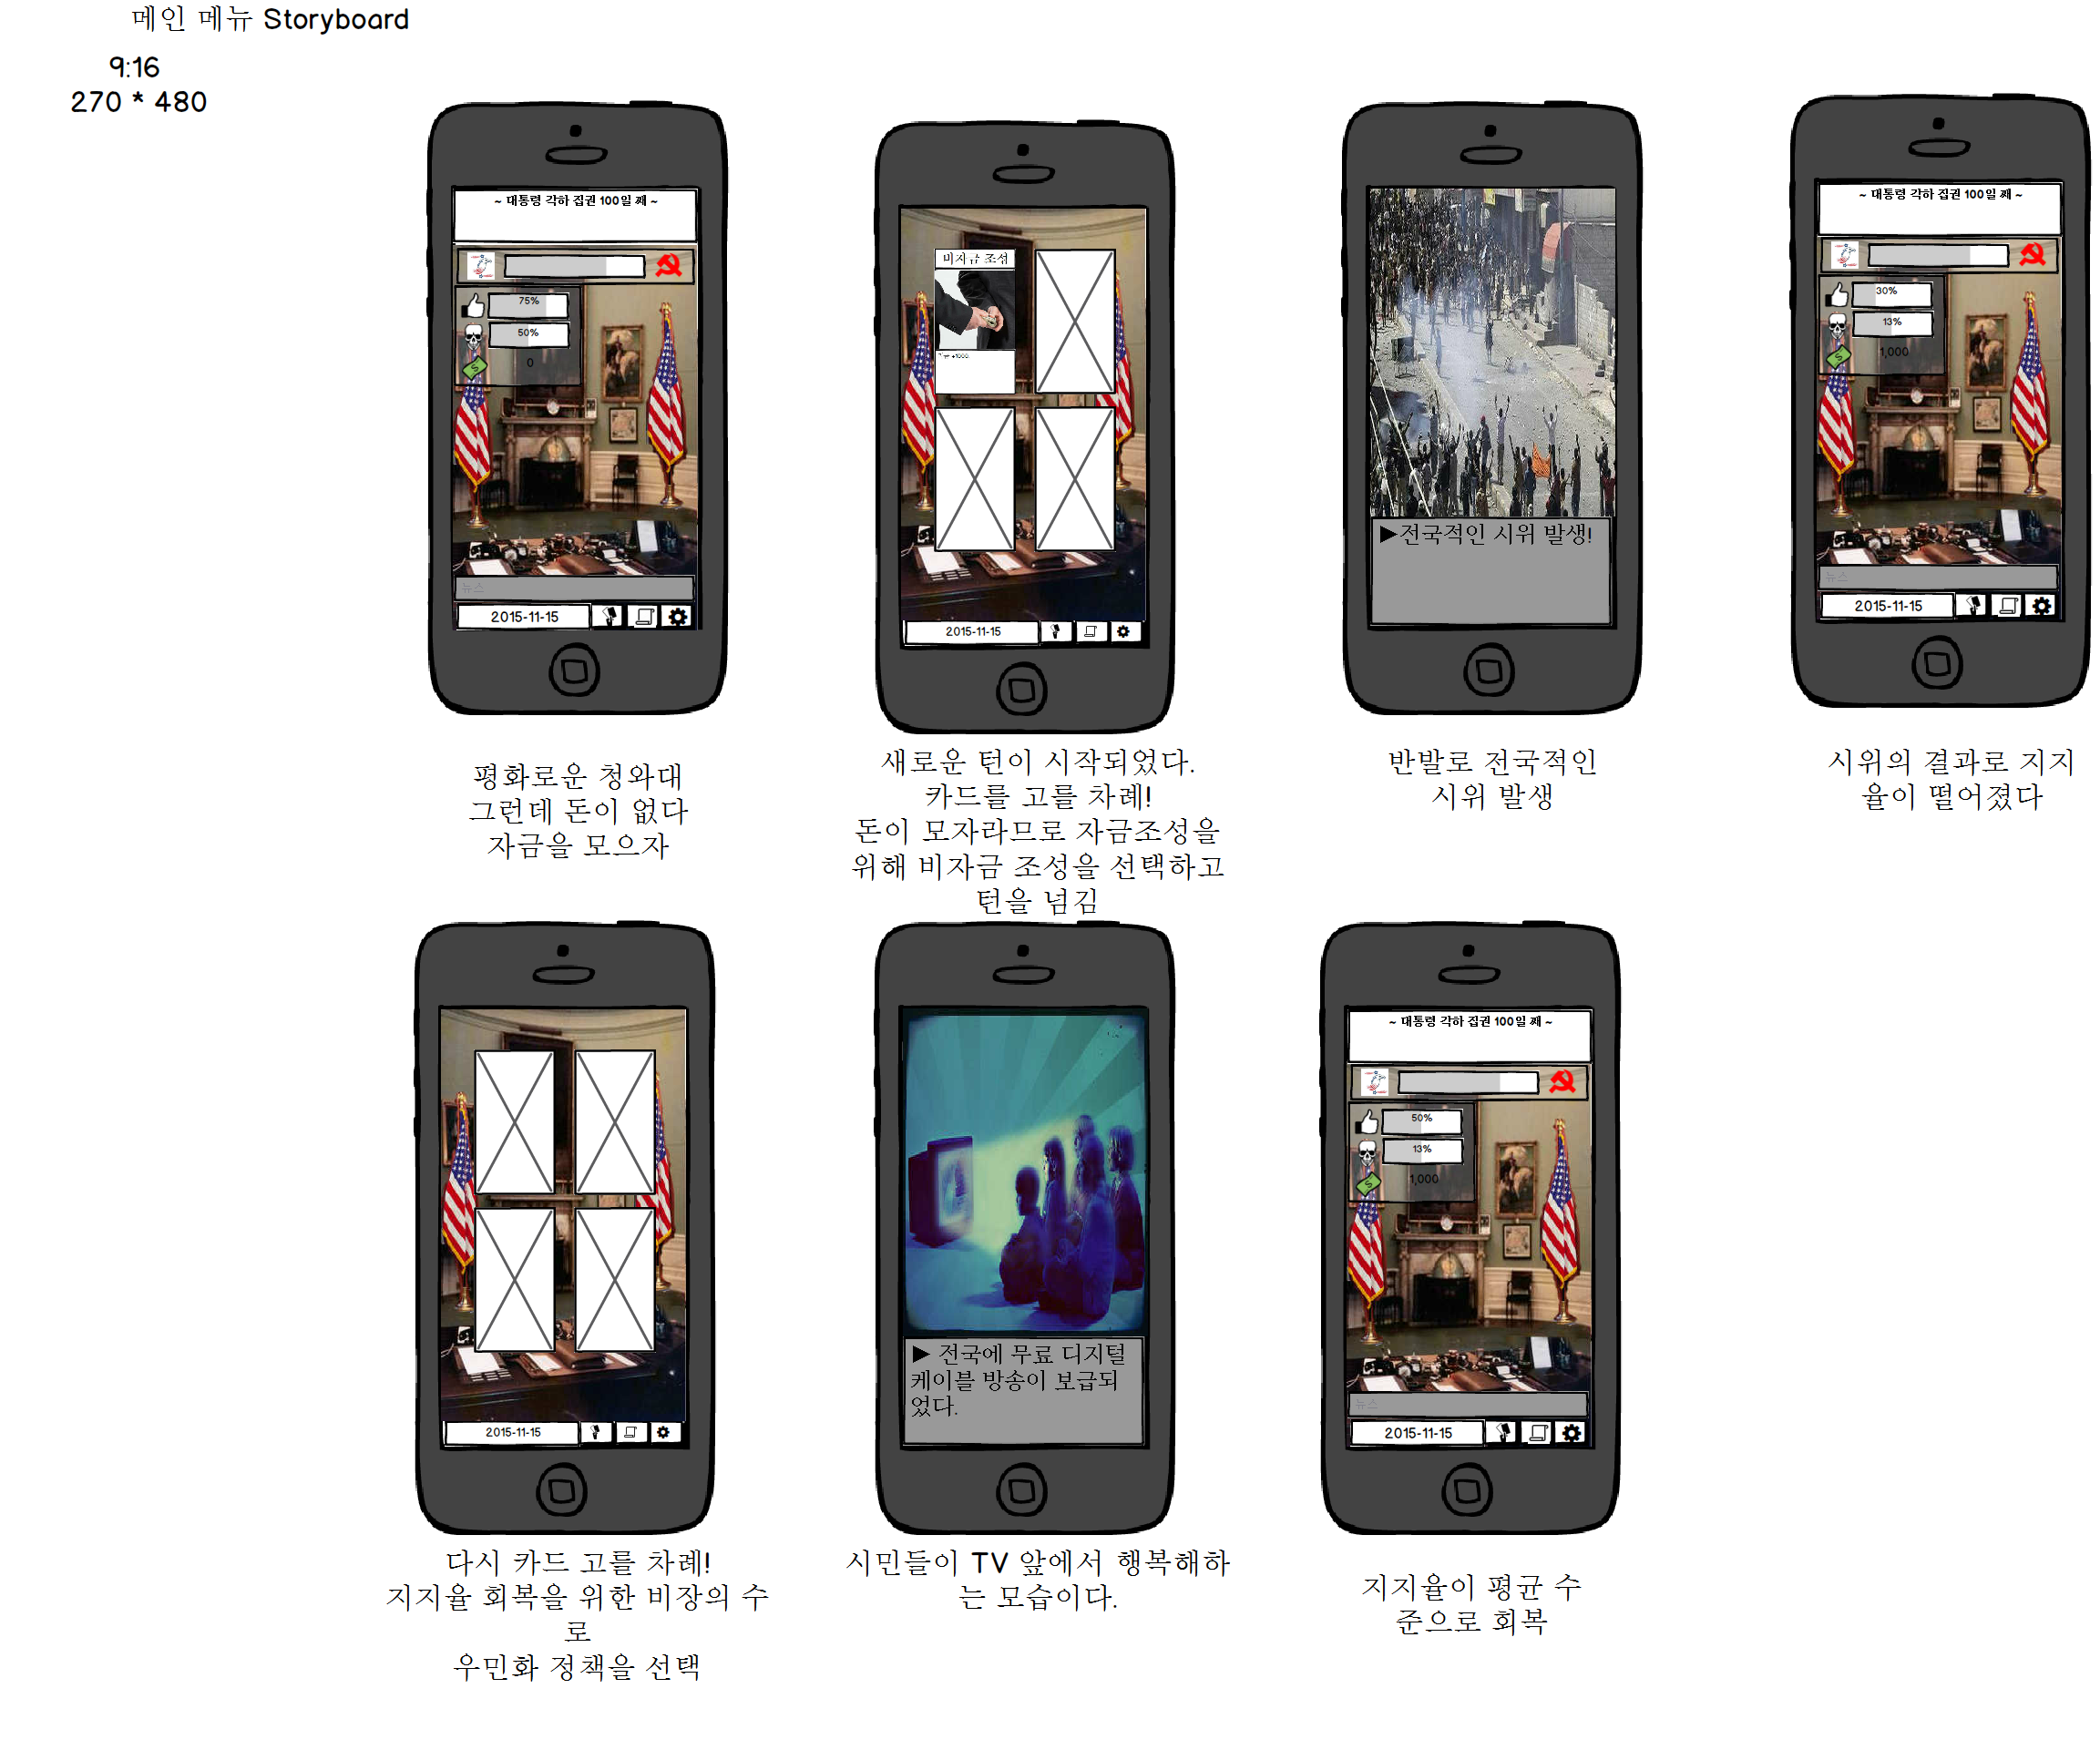 메인 메뉴 Storyboard
9:16
270 * 480
~ 대통령 각하 집권 100일 째 ~
75%
50%
0
뉴스
2015-11-15
평화로운 청와대
그런데 돈이 없다
자금을 모으자
비자금 조성
+1000
2015-11-15
새로운 턴이 시작되었다.
카드를 고를 차례!
돈이 모자라므로 자금조성을
위해 비자금 조성을 선택하고
턴을 넘김
▶전국적인 시위 발생!
반발로 전국적인
시위 발생
~ 대통령 각하 집권 100일 째 ~
30%
13%
1,000
뉴스
2015-11-15
시위의 결과로 지지
율이 떨어졌다
2015-11-15
다시 카드 고를 차례!
지지율 회복을 위한 비장의 수
로
우민화 정책을 선택
▶ 전국에 무료 디지털
케이블 방송이 보급되
었다.
시민들이 TV 앞에서 행복해하
는 모습이다.
~ 대통령 각하 집권 100일 째 ~
50%
13%
1,000
뉴스
2015-11-15
지지율이 평균 수
준으로 회복